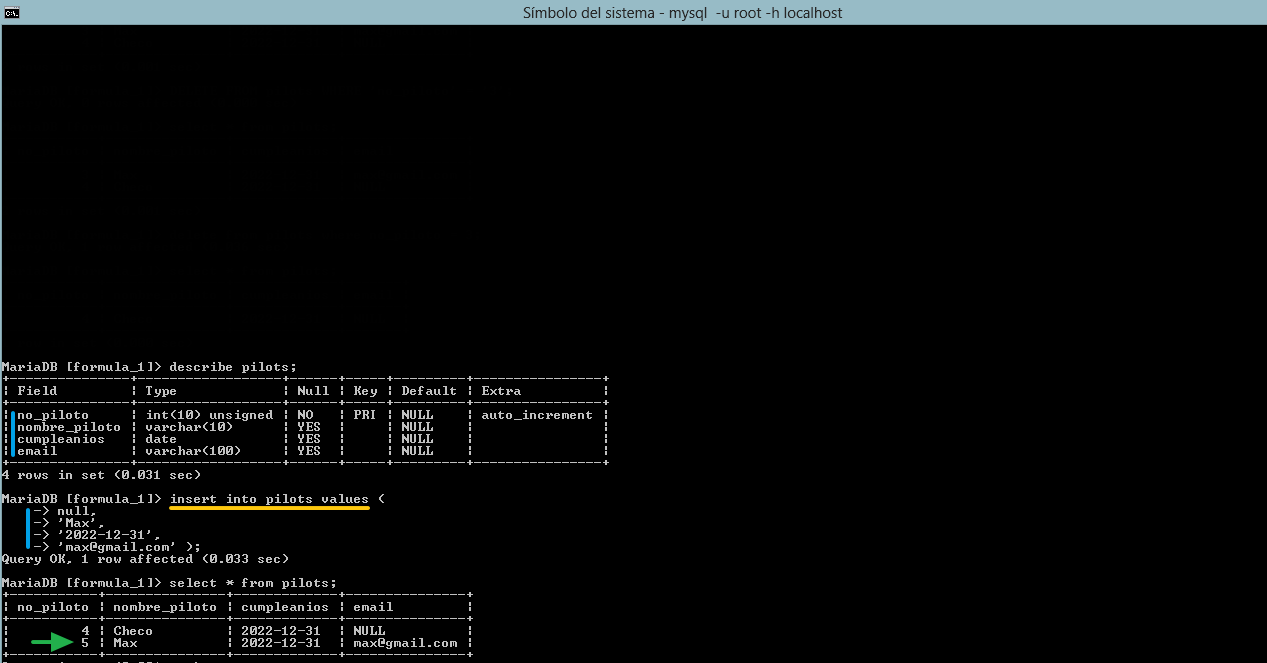 Símbolo del sistema - mysql -u root -h localhost
MariaDB [formula_1]> describe pilots;
+--------------+------------------+------+-----+---------+----------------+
| Field        | Type             | Null | Key | Default | Extra          |
+--------------+------------------+------+-----+---------+----------------+
| no_piloto    | int(10) unsigned | NO   | PRI | NULL    | auto_increment |
| nombre_piloto | varchar(10)      | YES  |     | NULL    |                |
| cumpleanios  | date             | YES  |     | NULL    |                |
| email        | varchar(100)     | YES  |     | NULL    |                |
+--------------+------------------+------+-----+---------+----------------+
4 rows in set (0.031 sec)
MariaDB [formula_1]> insert into pilots values (
-> null,
-> 'Max',
-> '2022-12-31',
-> 'max@gmail.com' );
Query OK, 1 row affected (0.033 sec)
MariaDB [formula_1]> select * from pilots;
+-----------+---------------+-------------+---------------+
| no_piloto | nombre_piloto | cumpleanios | email         |
+-----------+---------------+-------------+---------------+
|         4 | Checo         | 2022-12-31  | NULL          |
|         5 | Max           | 2022-12-31  | max@gmail.com |
+-----------+---------------+-------------+---------------+